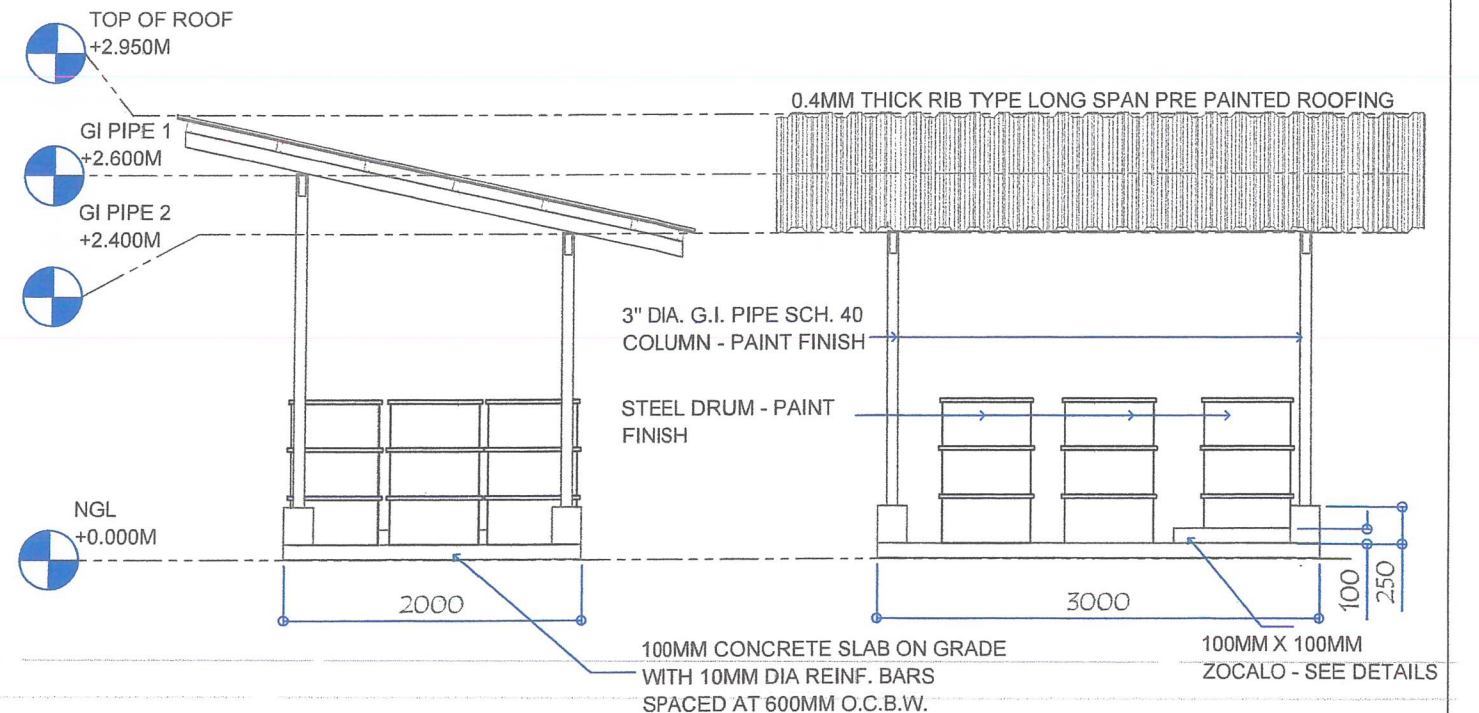 TOP OF ROOF
+2.950M
GI PIPE 1
+2.600M
GI PIPE 2
+2.400M
NGL
+0.000M
0.4MM THICK RIB TYPE LONG SPAN PRE PAINTED ROOFING
3" DIA. G.I. PIPE SCH. 40
COLUMN - PAINT FINISH
STEEL DRUM - PAINT
FINISH
2000
3000
100
250
100MM CONCRETE SLAB ON GRADE
WITH 10MM DIA REINF. BARS
SPACED AT 600MM O.C.B.W.
100MM X 100MM
ZOCALO - SEE DETAILS